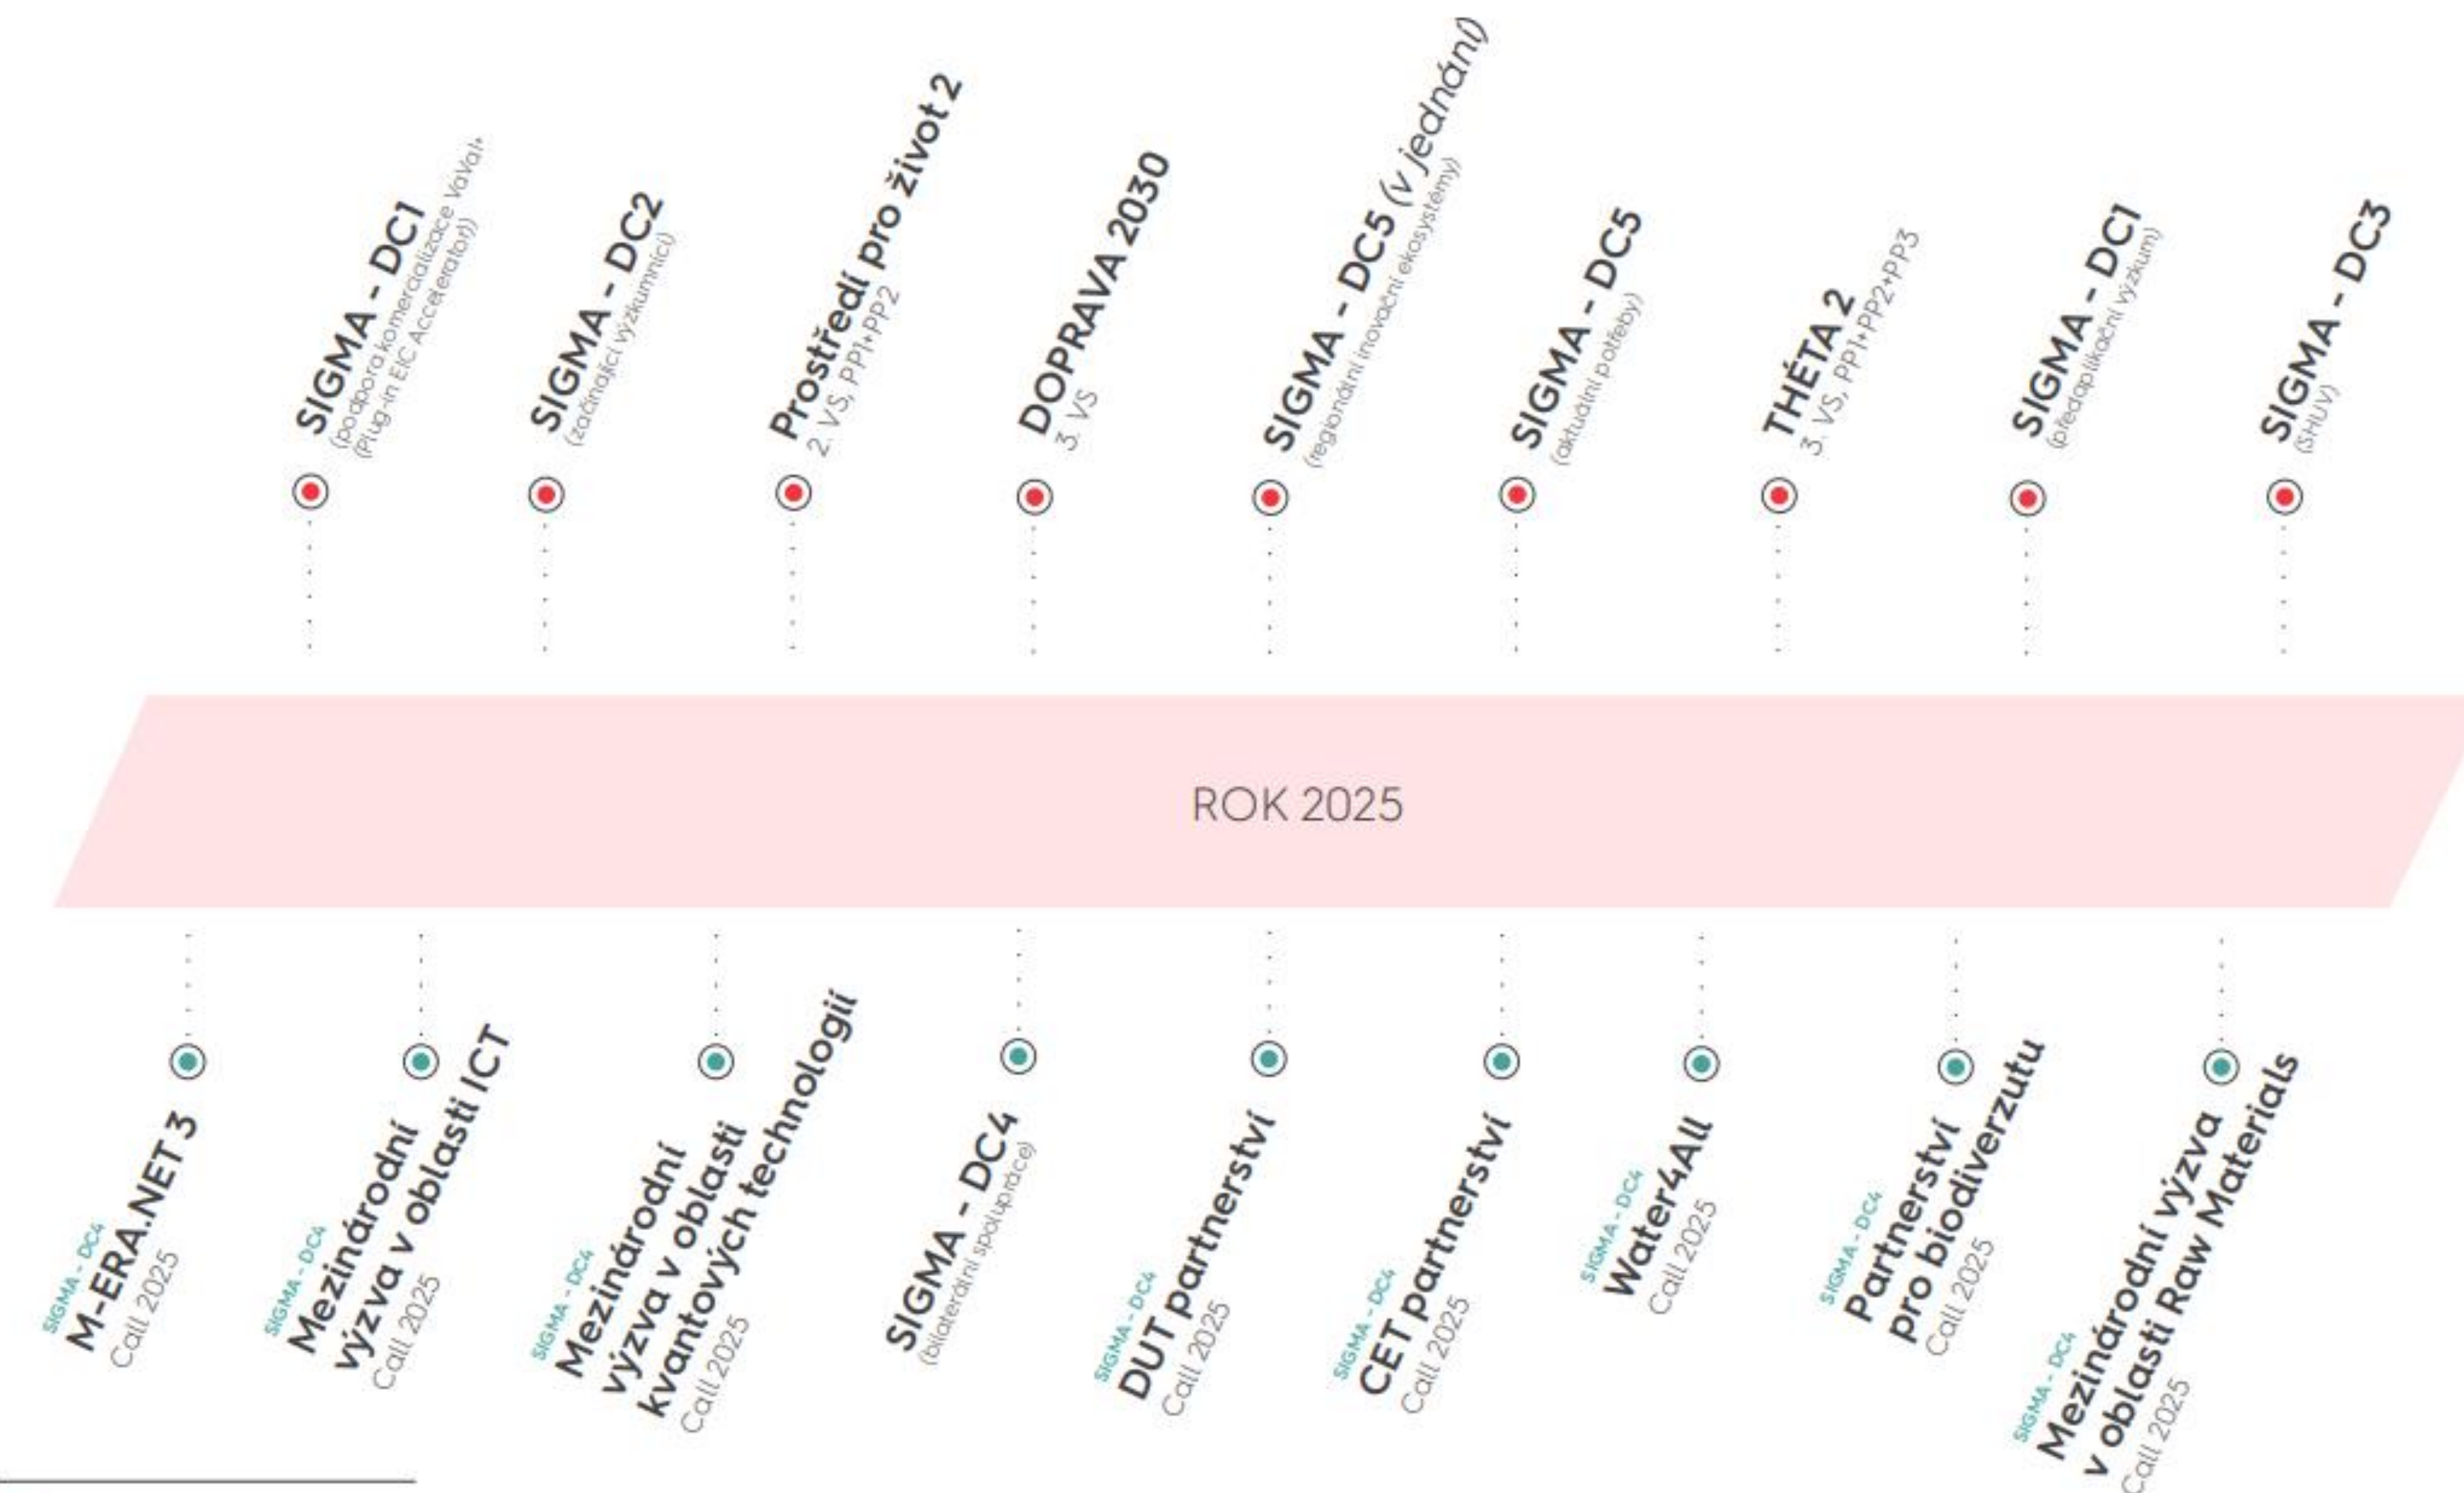 SIGMA - DC1
(podpora komercializace VaVaI+
(Plug-in EIC Accelerator))
SIGMA - DC2
(začínající výzkumníci)
Prostředí pro život 2
2. VS, PP1+PP2
DOPRAVA 2030
3. VS
SIGMA - DC5 (v jednání)
(regionální inovační ekosystémy)
SIGMA - DC5
(aktuální potřeby)
THÉTA 2
3. VS, PP1+PP2+PP3
SIGMA - DC1
(předaplikační výzkum)
SIGMA - DC3
(SHUV)
ROK 2025
SIGMA - DC4
M-ERA.NET 3
Call 2025
SIGMA - DC4
Mezinárodní
výzva v oblasti ICT
Call 2025
SIGMA - DC4
Mezinárodní
výzva v oblasti
kvantových technologií
Call 2025
SIGMA - DC4
(bilaterální spolupráce)
SIGMA - DC4
DUT partnerství
Call 2025
SIGMA - DC4
CET partnerství
Call 2025
SIGMA - DC4
Water4All
Call 2025
SIGMA - DC4
Partnerství
pro biodiverzutu
Call 2025
SIGMA - DC4
Mezinárodní výzva
v oblasti Raw Materials
Call 2025